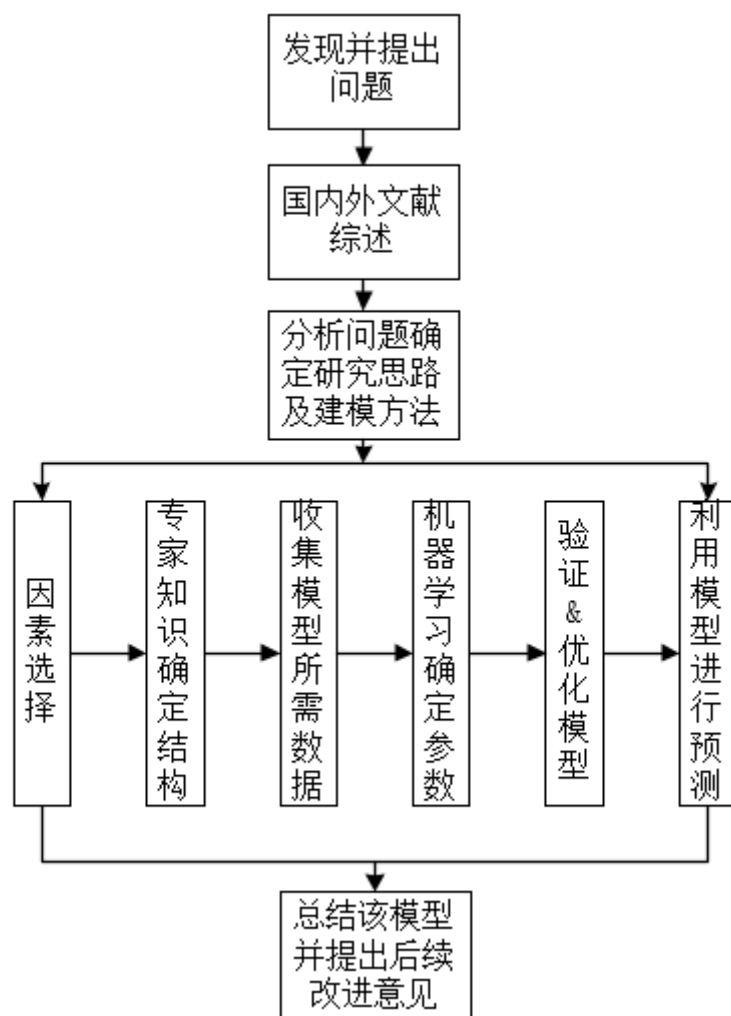 发现并提出
问题
国内外文献
综述
分析问题确
定研究思路
及建模方法
因素选择
专家知识确定结构
收集模型所需数据
机器学习确定参数
验证&优化模型
利用模型进行预测
总结该模型
并提出后续
改进意见